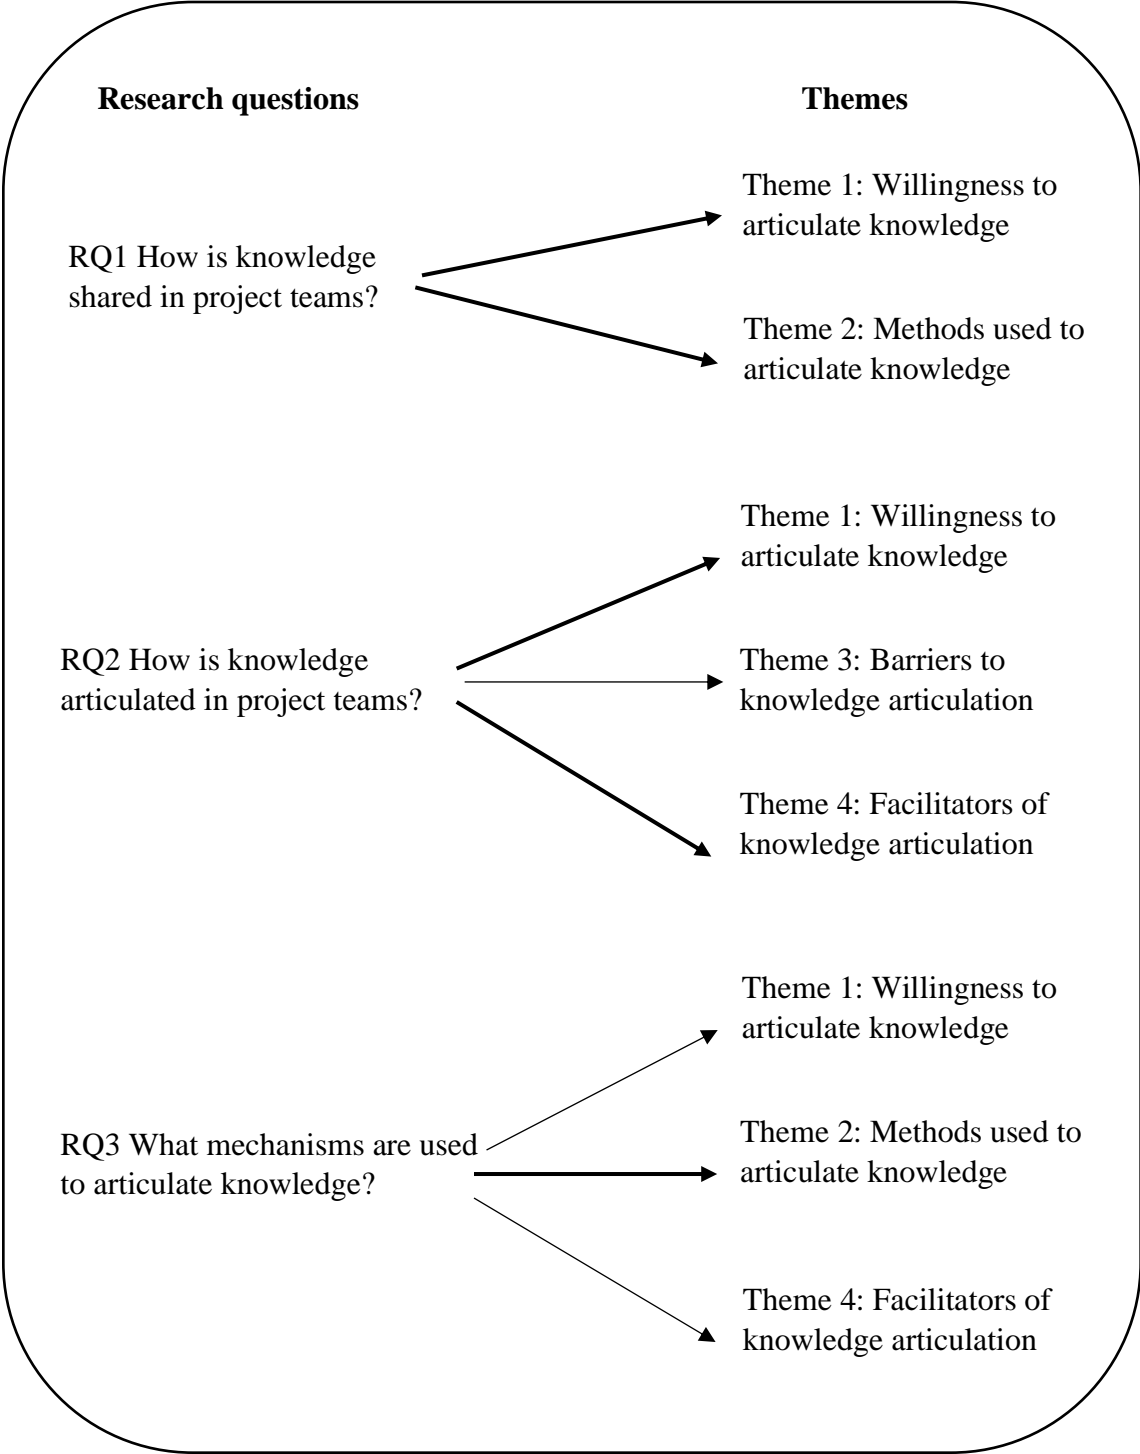 Research questions
Themes
RQ1 How is knowledge
shared in project teams?
Theme 1: Willingness to
articulate knowledge
Theme 2: Methods used to
articulate knowledge
RQ2 How is knowledge
articulated in project teams?
Theme 1: Willingness to
articulate knowledge
Theme 3: Barriers to
knowledge articulation
Theme 4: Facilitators of
knowledge articulation
RQ3 What mechanisms are used
to articulate knowledge?
Theme 1: Willingness to
articulate knowledge
Theme 2: Methods used to
articulate knowledge
Theme 4: Facilitators of
knowledge articulation